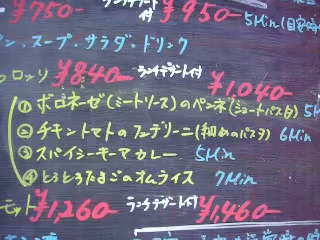 ¥750- ランチデザート付 ¥950- 5Min(目安時
パン・スープ・サラダ・ドリンク
ロッソ ¥840- ランチデザート付 ¥1,040-
① ボロネーゼ(ミートソース)のペンネ(ショートパスタ) 5M
② チキントマトのフェデリーニ(細めのパスタ) 6Min
③ スパイシーキーマカレー 5Min
④ とろとろたまごのオムライス 7Min
¥1,260- ランチデザート付 ¥1,460-